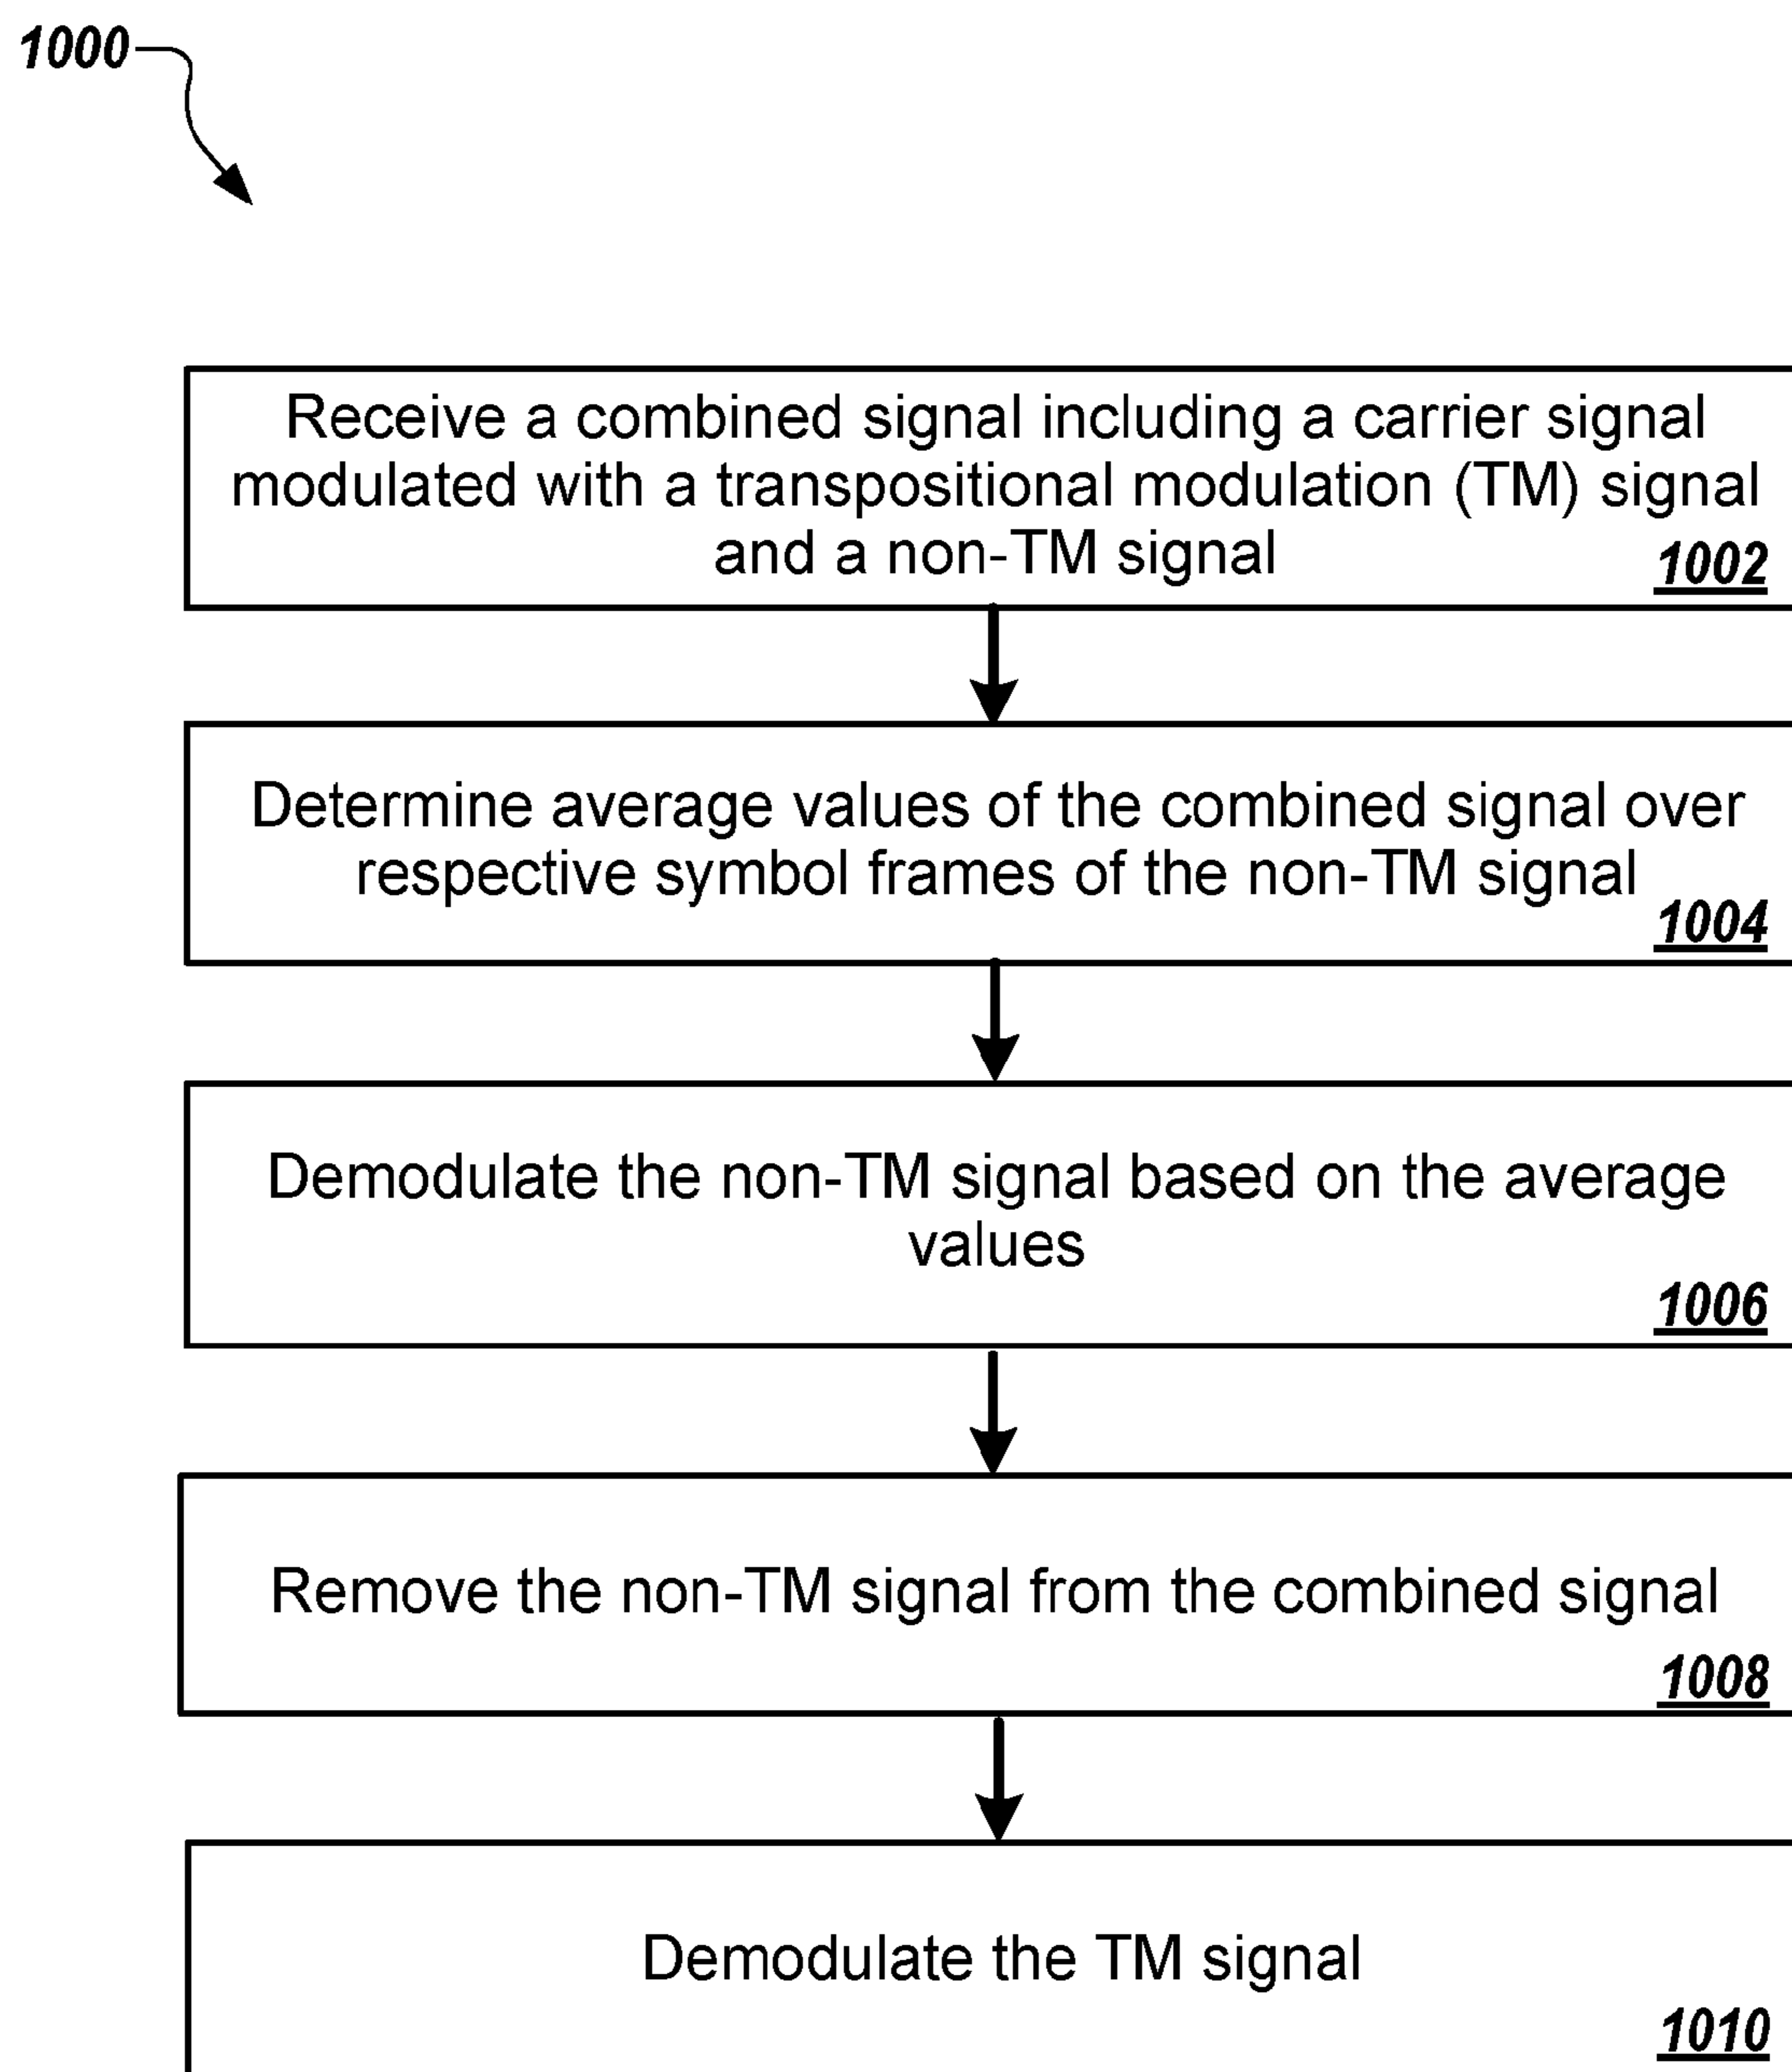 1000
Receive a combined signal including a carrier signal
modulated with a transpositional modulation (TM) signal
and a non-TM signal
1002
Determine average values of the combined signal over
respective symbol frames of the non-TM signal
1004
Demodulate the non-TM signal based on the average
values
1006
Remove the non-TM signal from the combined signal
1008
Demodulate the TM signal
1010